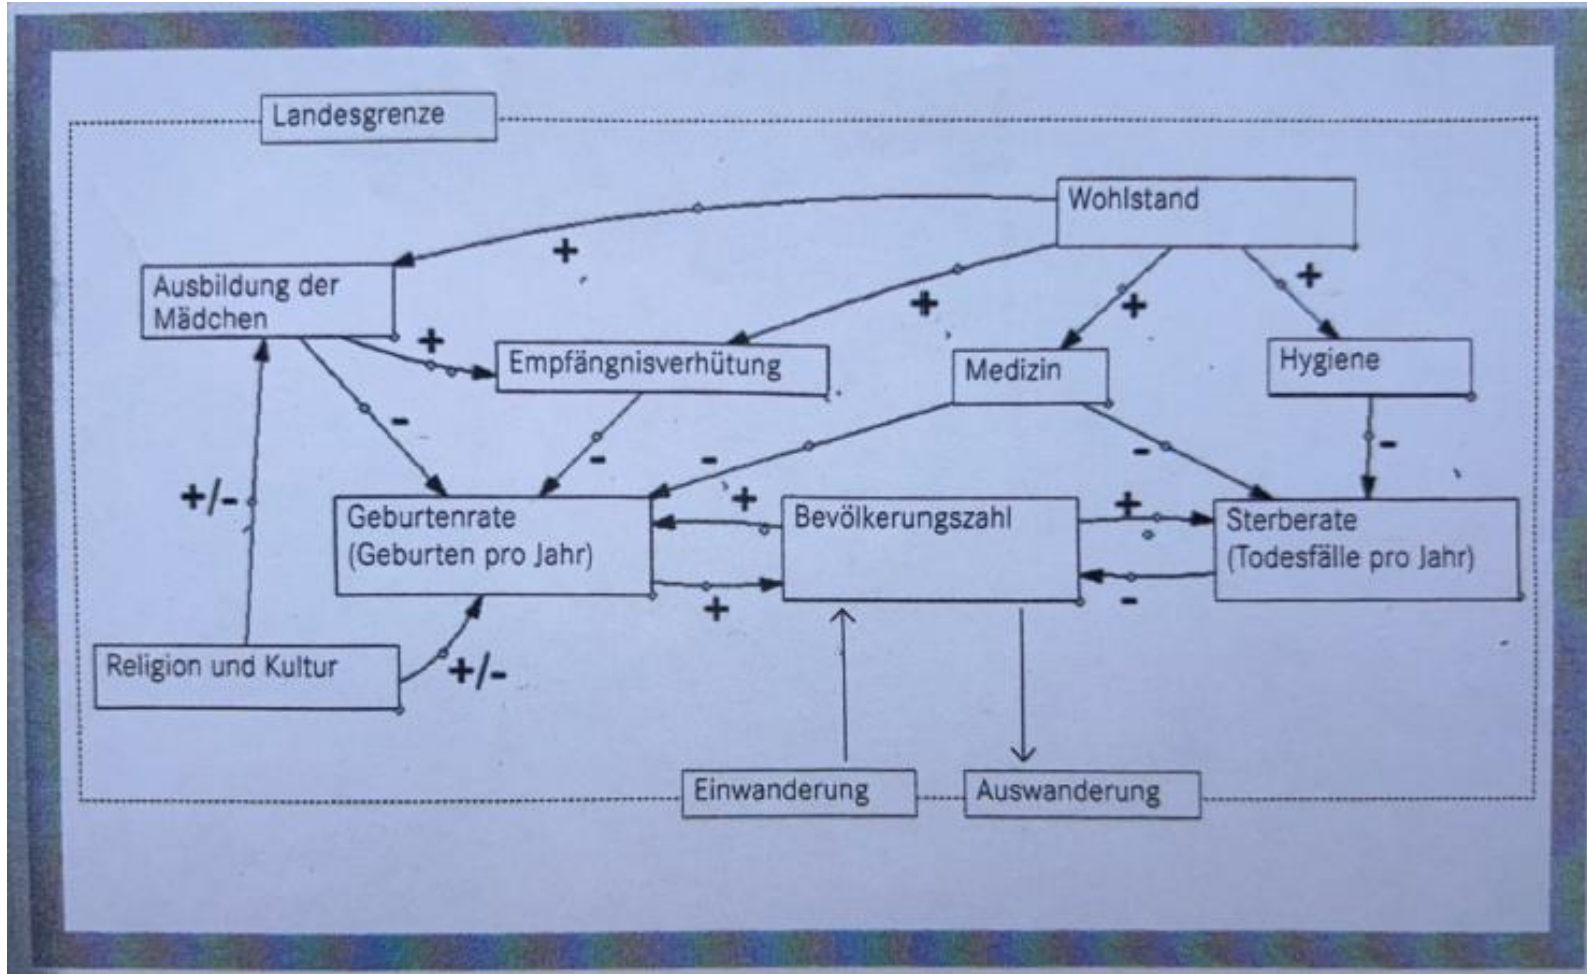 Landesgrenze
Wohlstand
+
Ausbildung der
Mädchen
+
+
+
+
Empfängnisverhütung
Medizin
Hygiene
-
-
-
-
-
+/-
+
+
Geburtenrate
(Geburten pro Jahr)
Bevölkerungszahl
Sterberate
(Todesfälle pro Jahr)
+
-
Religion und Kultur
+/-
Einwanderung
Auswanderung